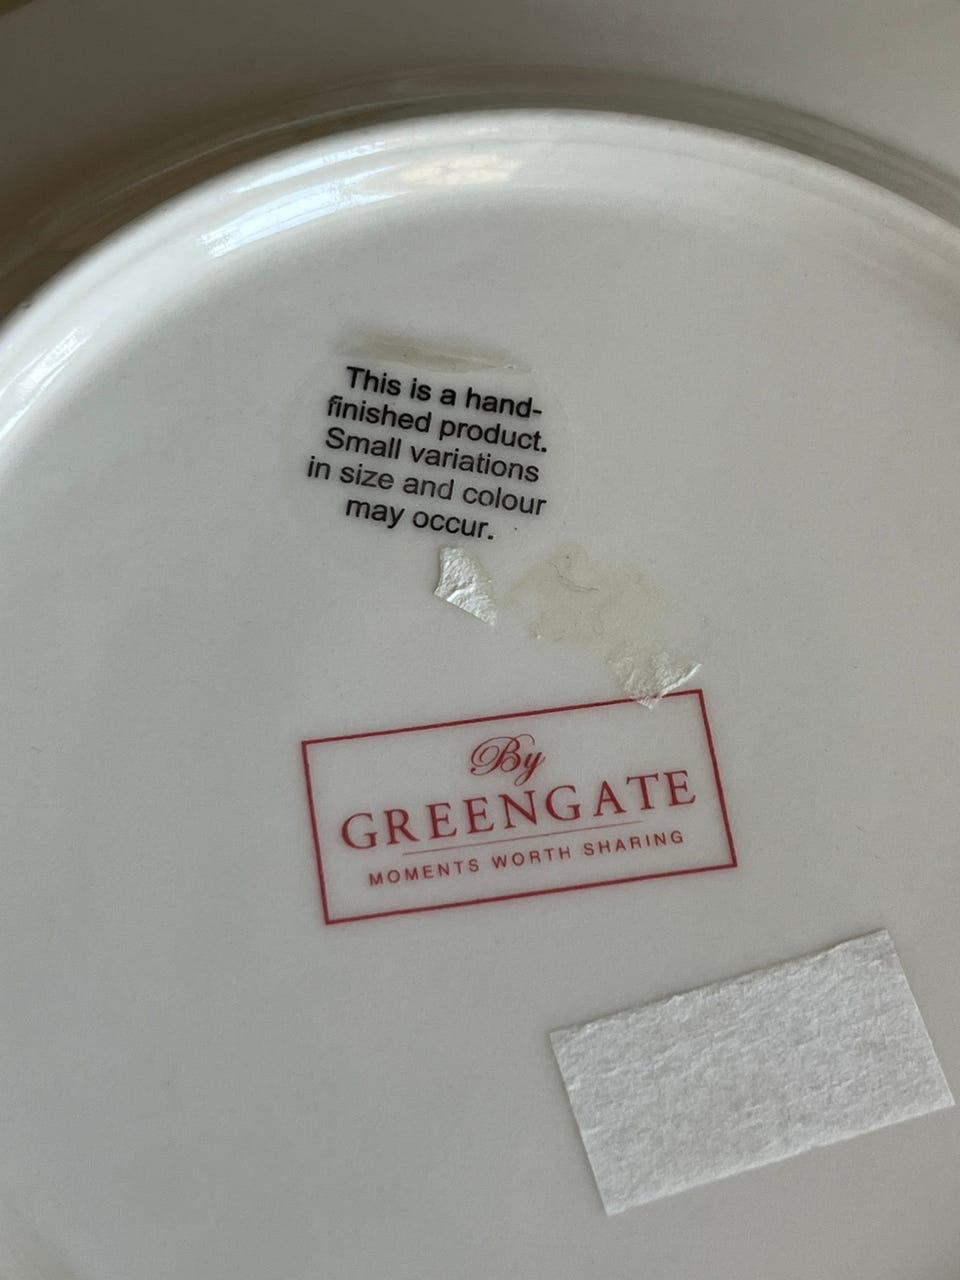 This is a hand-
finished product.
Small variations
in size and colour
may occur.
By
GREENGATE
MOMENTS WORTH SHARING